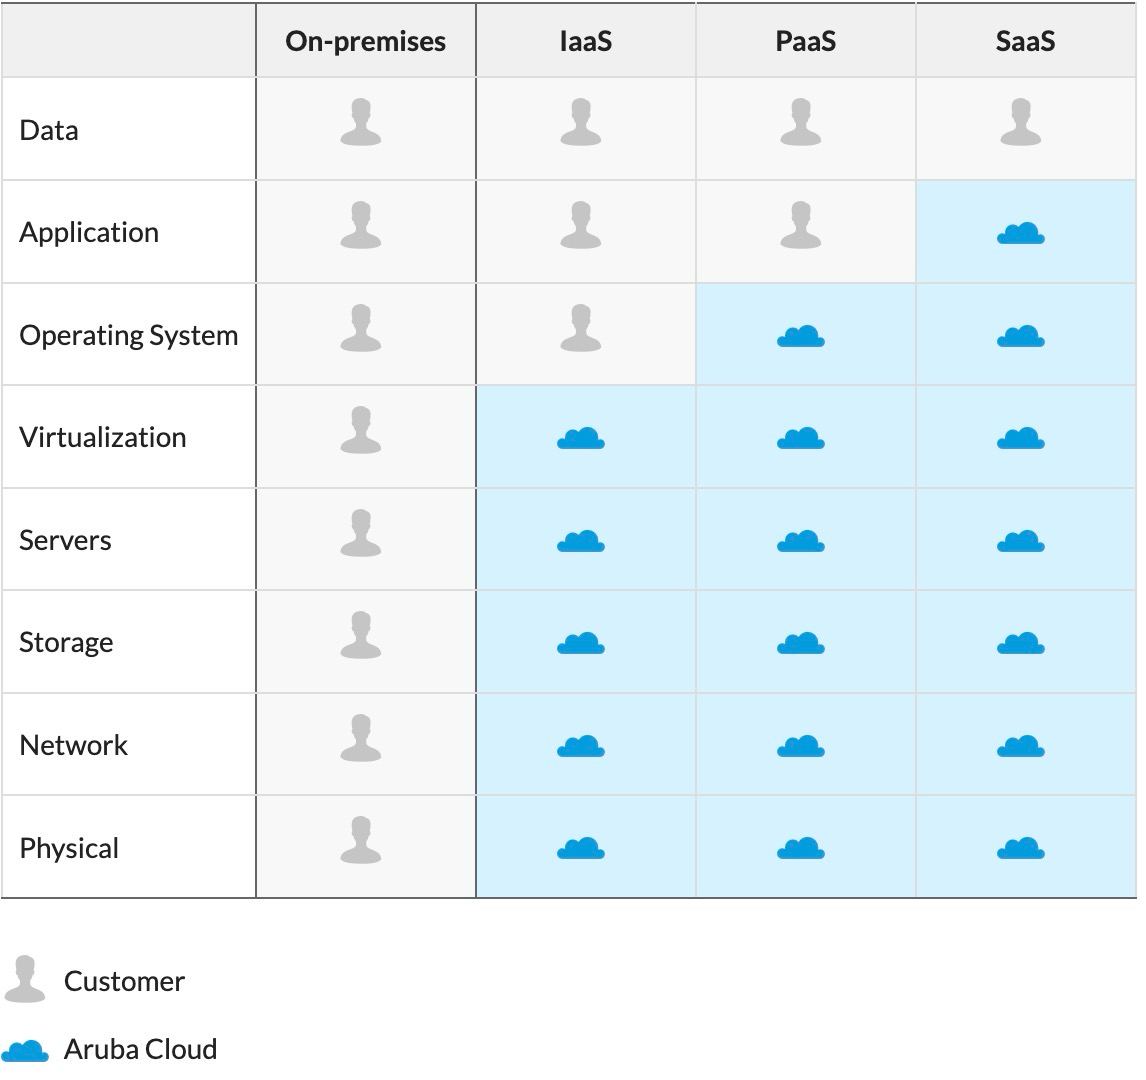 On-premises IaaS PaaS SaaS
Data
Application
Operating System
Virtualization
Servers
Storage
Network
Physical
Customer
Aruba Cloud